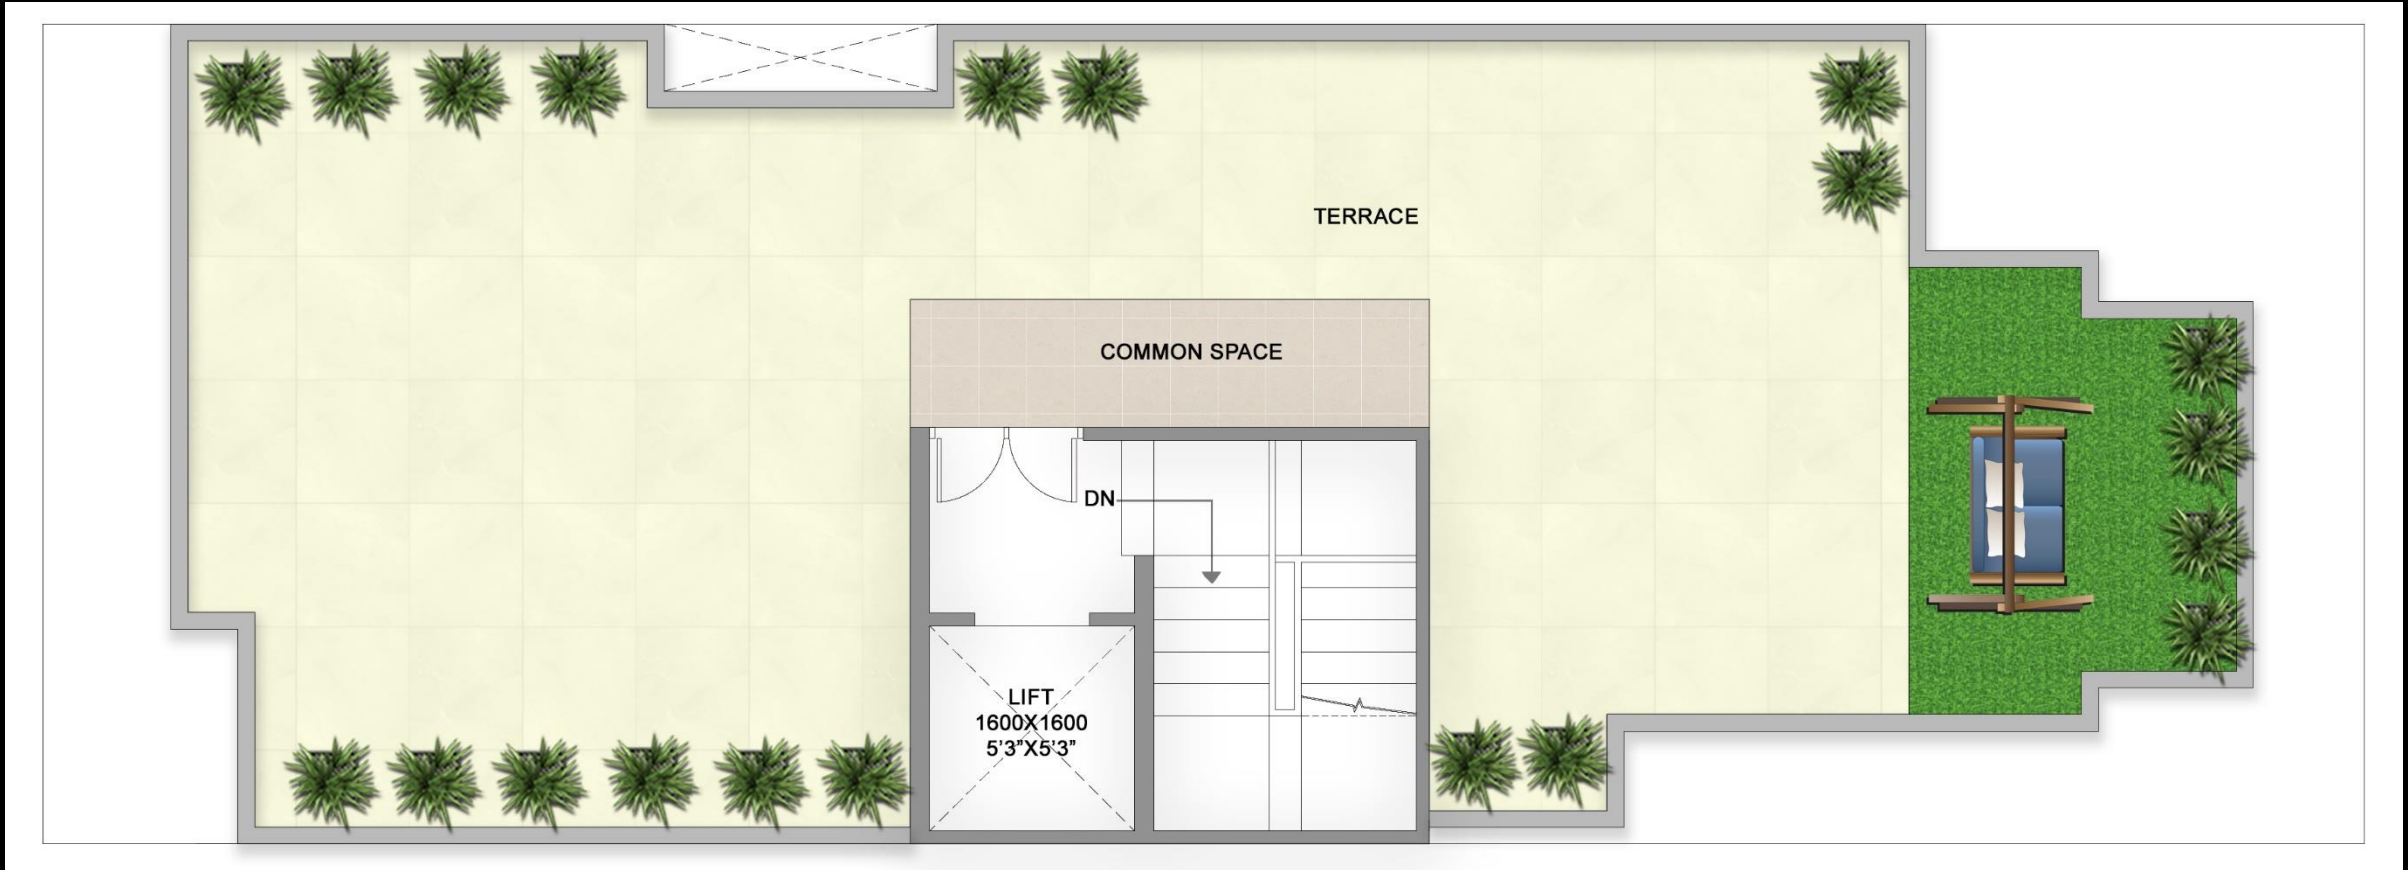 TERRACE
COMMON SPACE
DN
LIFT
1600X1600
5’3”X5’3”